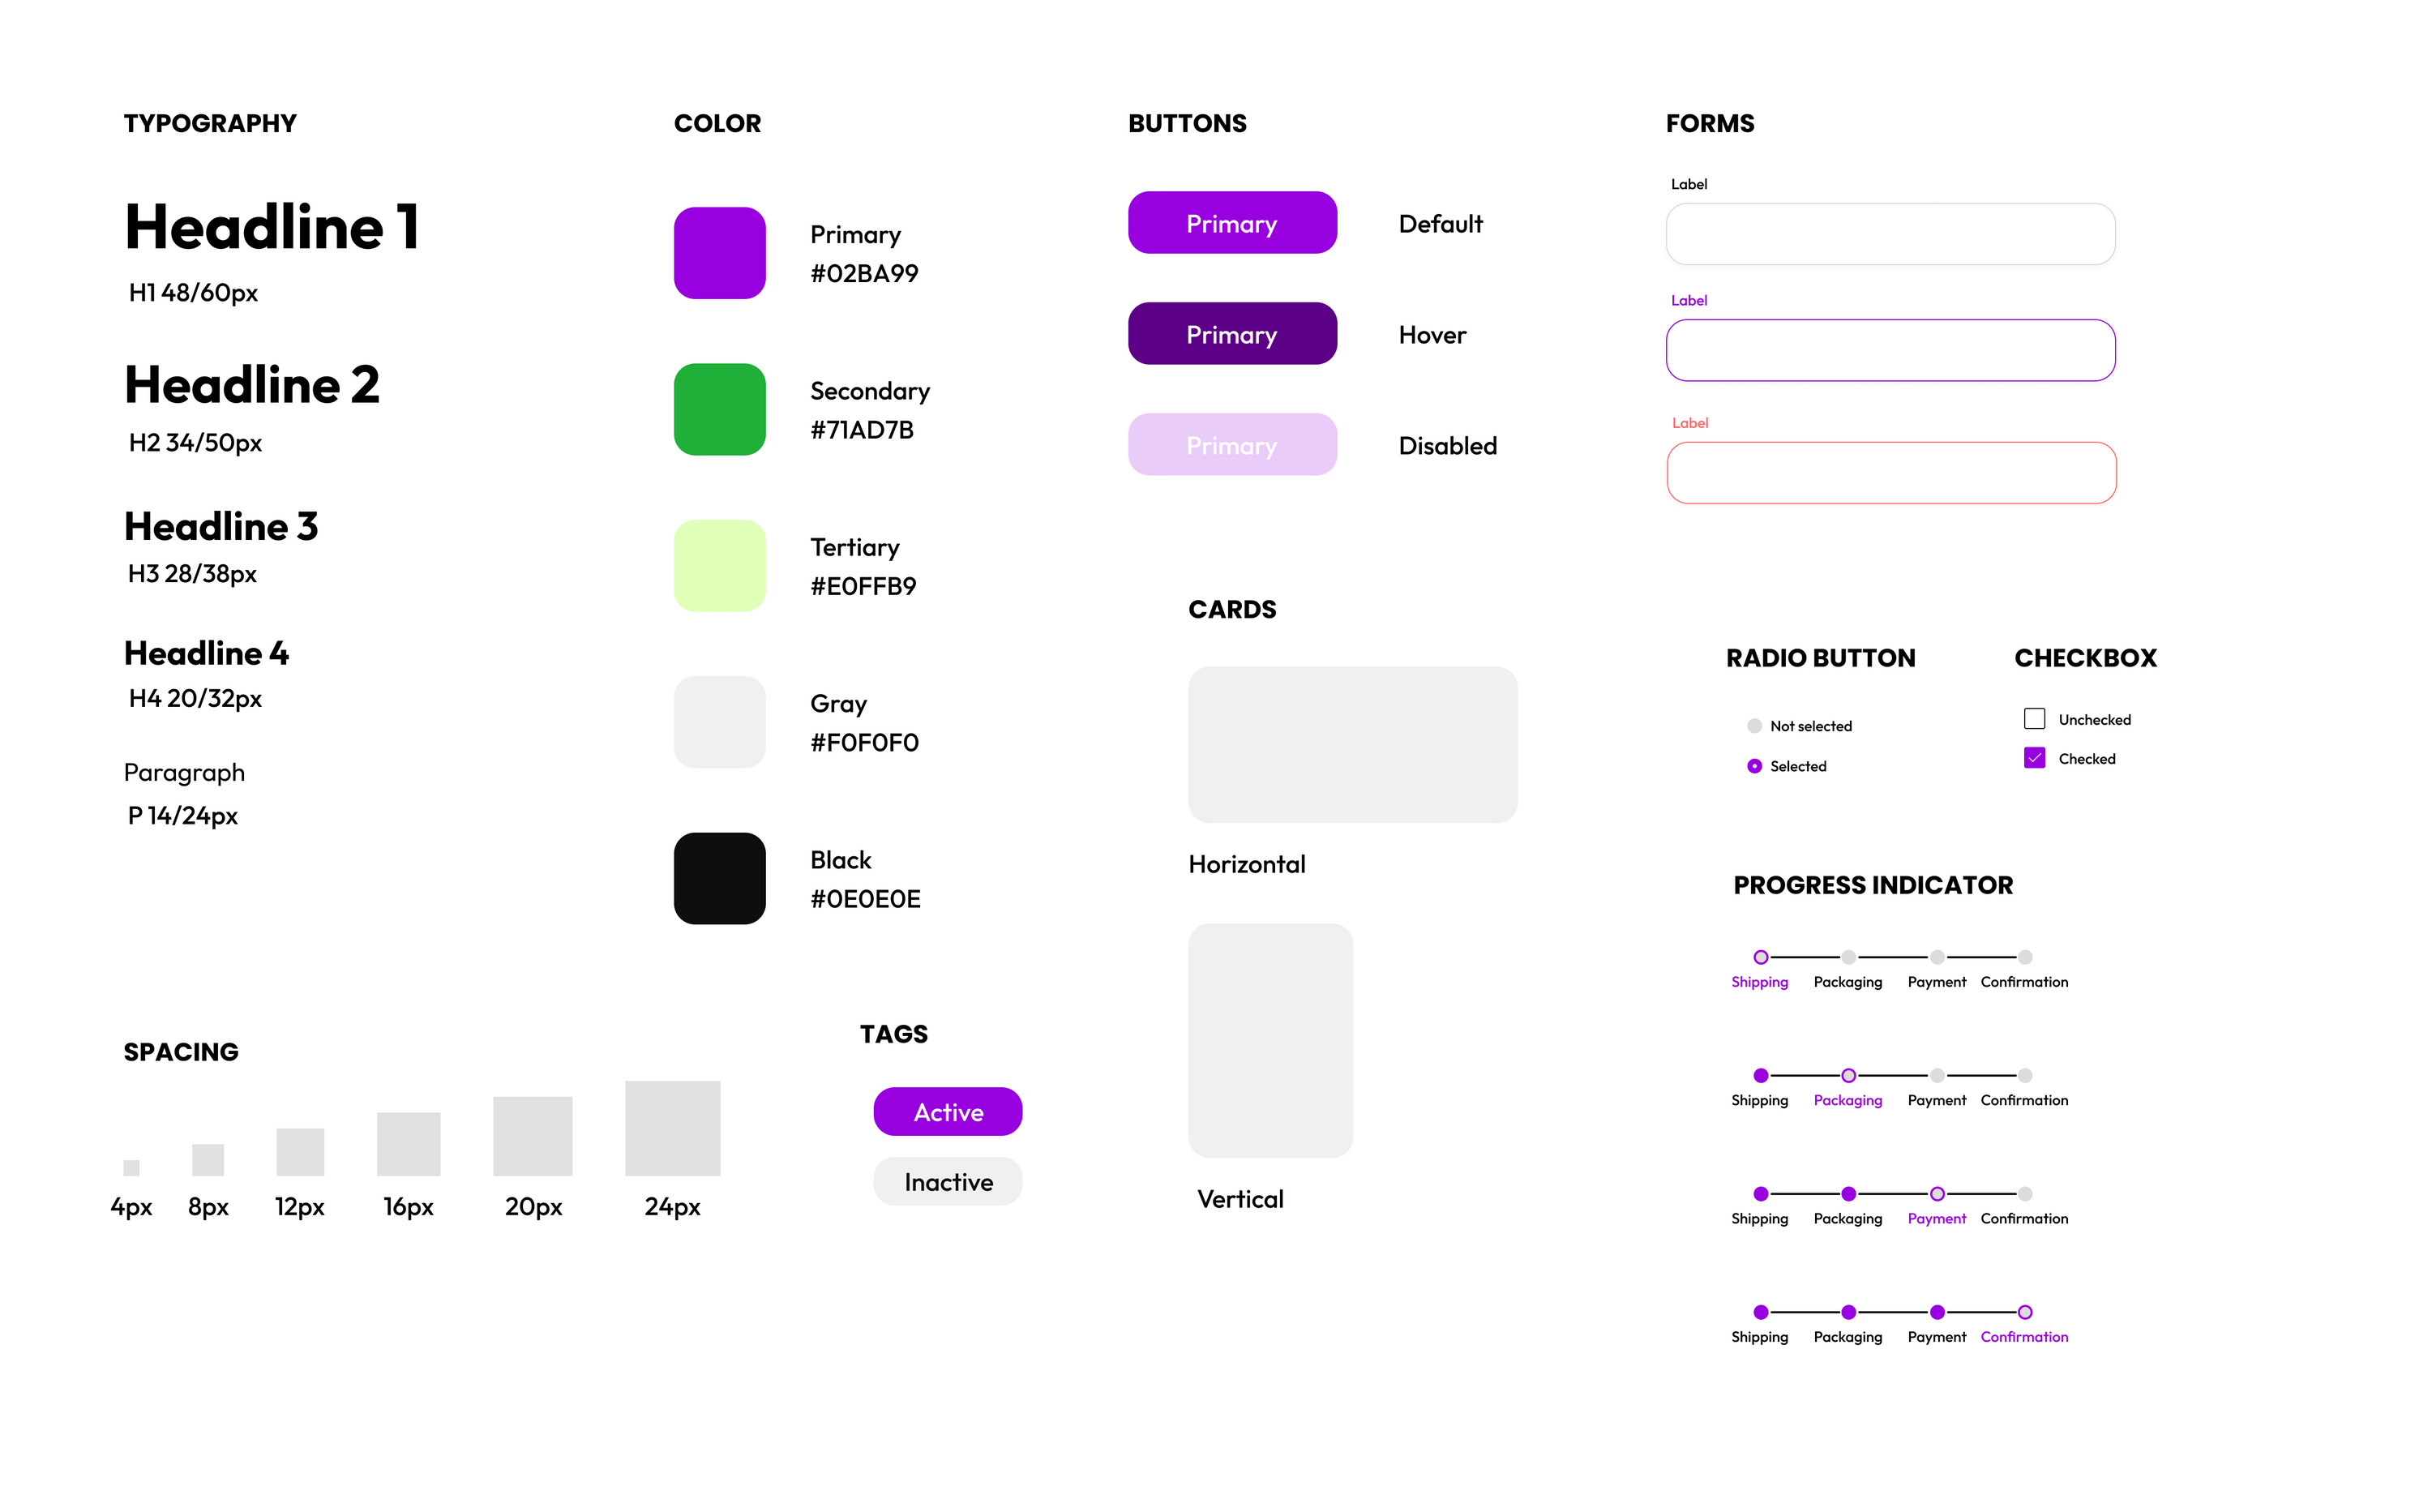 TYPOGRAPHY
Headline 1
H1 48/60px
Headline 2
H2 34/50px
Headline 3
H3 28/38px
Headline 4
H4 20/32px
Paragraph
P 14/24px
COLOR
Primary
#02BA99
Secondary
#71AD7B
Tertiary
#E0FFB9
Gray
#F0F0F0
Black
#0E0E0E
BUTTONS
Primary
Default
Primary
Hover
Primary
Disabled
FORMS
Label
Label
Label
CARDS
Horizontal
Vertical
RADIO BUTTON
Not selected
Selected
CHECKBOX
Unchecked
Checked
PROGRESS INDICATOR
Shipping Packaging Payment Confirmation
Shipping Packaging Payment Confirmation
Shipping Packaging Payment Confirmation
Shipping Packaging Payment Confirmation
SPACING
4px 8px 12px 16px 20px 24px
TAGS
Active
Inactive